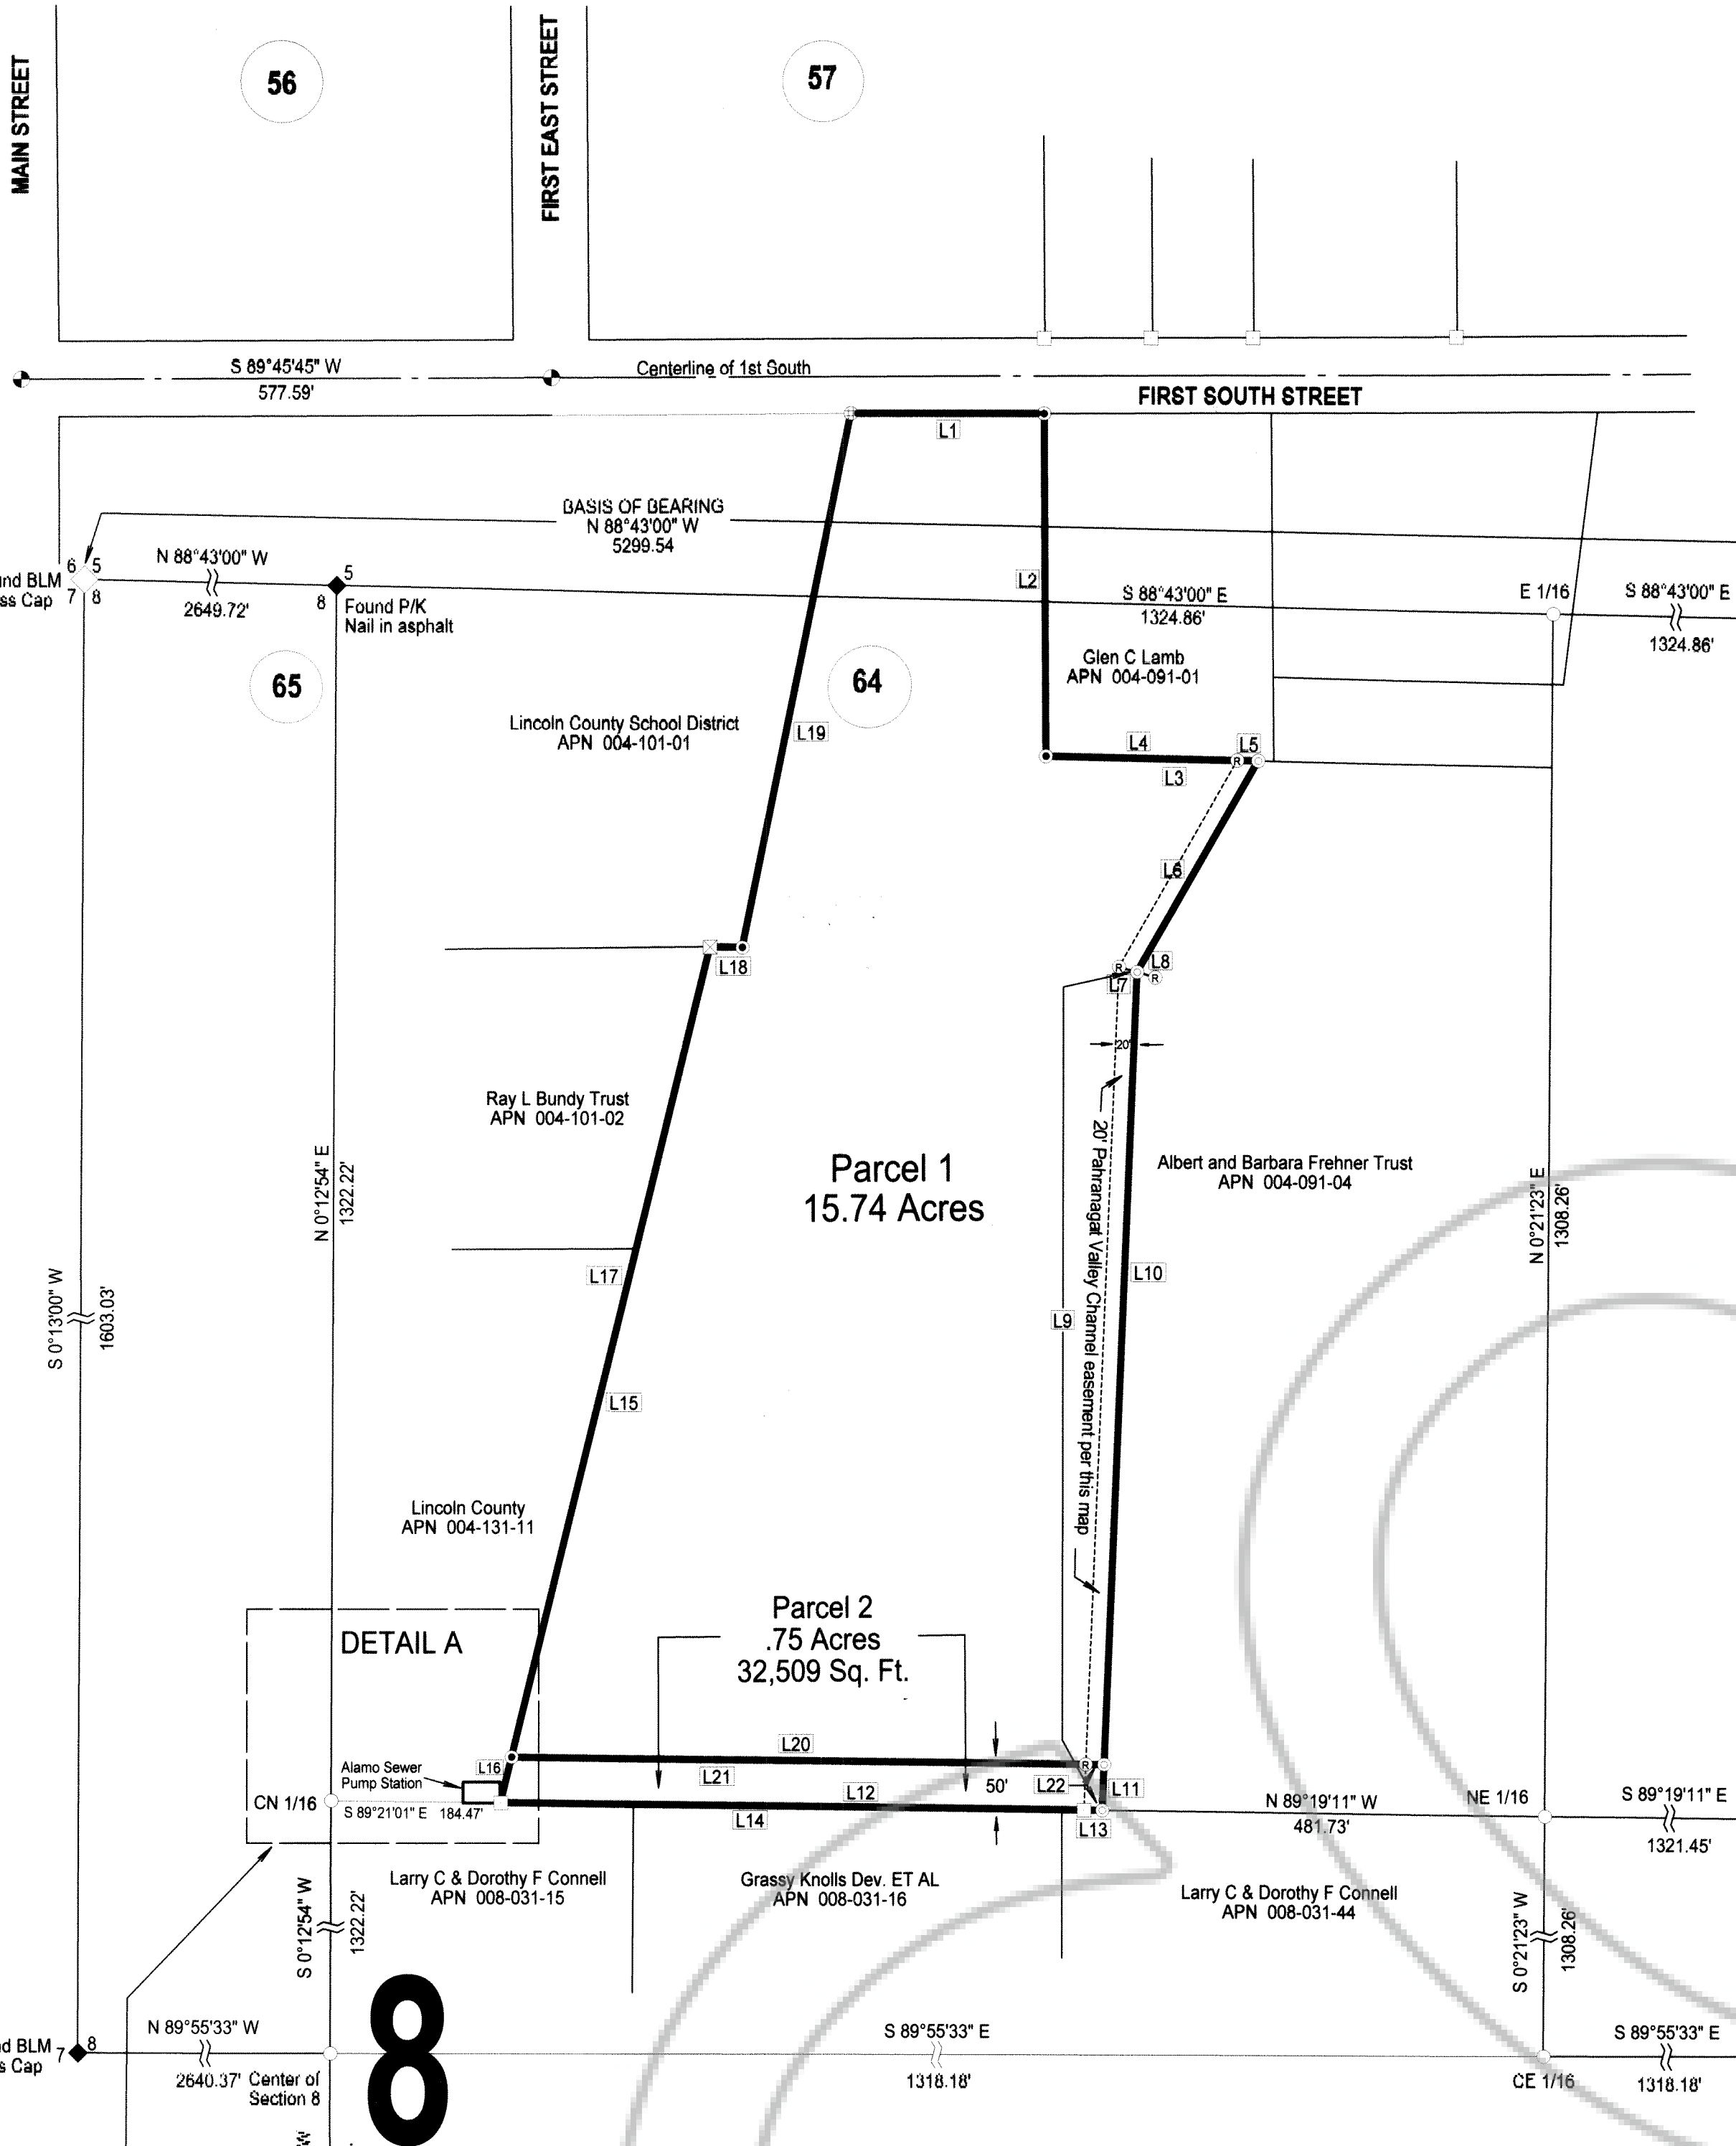 MAIN STREET
56
FIRST EAST STREET
57
S 89°45'45" W
577.59'
Centerline of 1st South
FIRST SOUTH STREET
L1
BASIS OF BEARING
N 88°43'00" W
5299.54
6 5
7 8
BLM
Cap
N 88°43'00" W
2649.72'
5
8
Found P/K
Nail in asphalt
L2
S 88°43'00" E
1324.86'
E 1/16
S 88°43'00" E
1324.86'
Glen C Lamb
APN 004-091-01
65
64
Lincoln County School District
APN 004-101-01
L19
L4
L5
R
L3
L6
L18
R
L8
L7
R
20'
Ray L Bundy Trust
APN 004-101-02
N 0°12'54" E
1322.22'
Parcel 1
15.74 Acres
20' Pahranagat Valley Channel easement per this map
Albert and Barbara Frehner Trust
APN 004-091-04
N 0°21'23" E
1308.26'
L17
L10
L9
S 0°13'00" W
1603.03'
L15
Lincoln County
APN 004-131-11
DETAIL A
Parcel 2
.75 Acres
32,509 Sq. Ft.
L20
L16
Alamo Sewer
Pump Station
L21
R
50'
L22
L11
L12
CN 1/16
S 89°21'01" E 184.47'
L14
L13
N 89°19'11" W
481.73'
NE 1/16
S 89°19'11" E
1321.45'
Larry C & Dorothy F Connell
APN 008-031-15
Grassy Knolls Dev. ET AL
APN 008-031-16
Larry C & Dorothy F Connell
APN 008-031-44
S 0°12'54" W
1322.22'
S 0°21'23" W
1308.26'
8
N 89°55'33" W
2640.37'
Center of
Section 8
BLM
Cap
7 8
S 89°55'33" E
1318.18'
CE 1/16
S 89°55'33" E
1318.18'